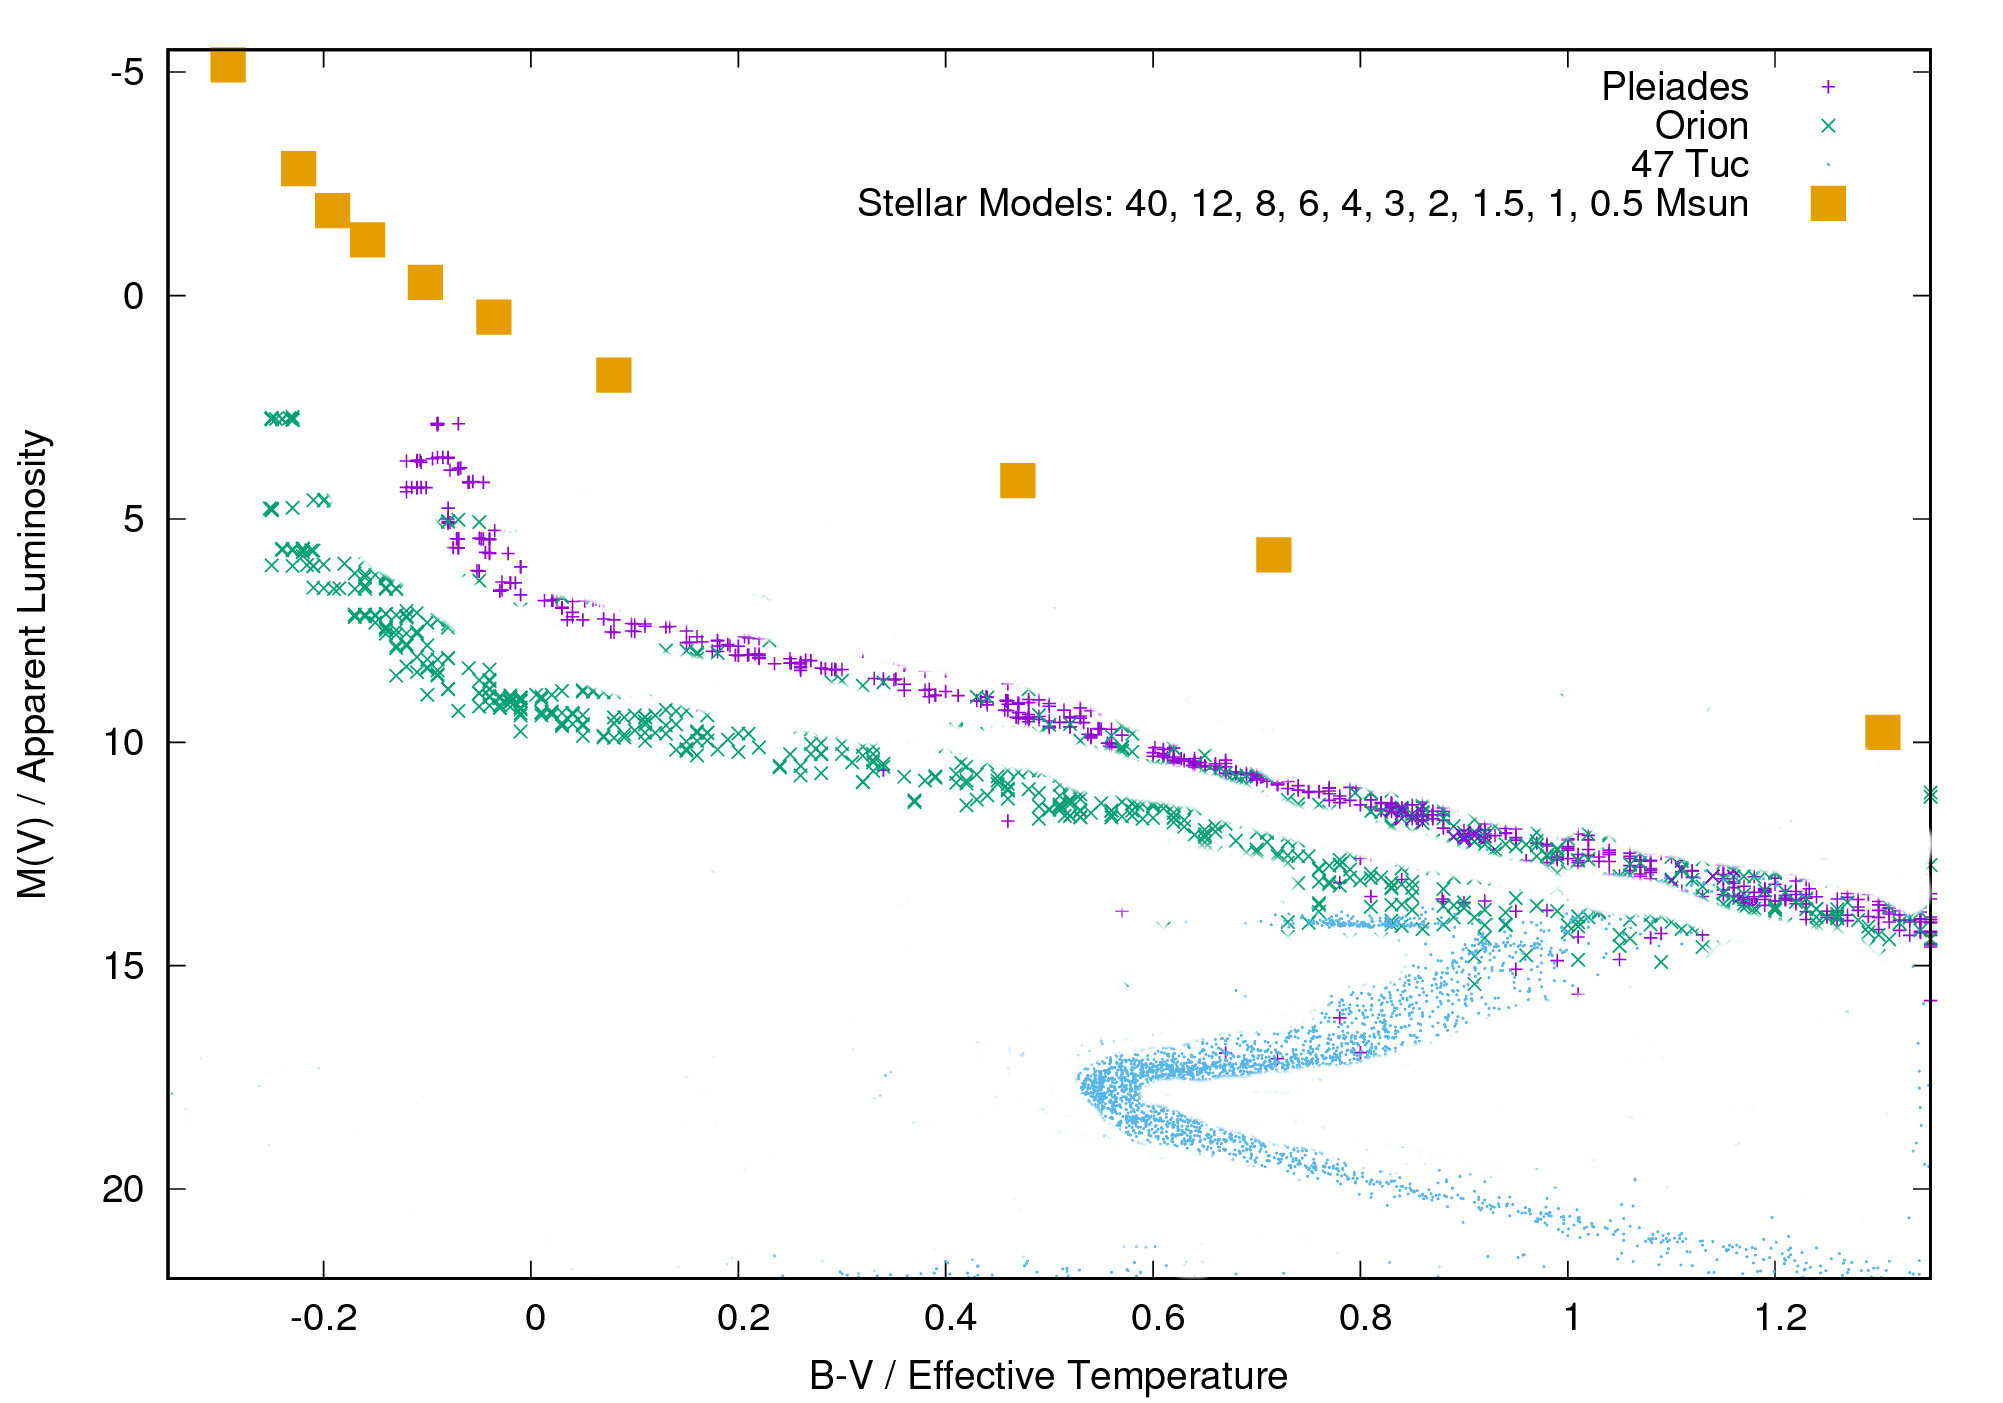 Pleiades
Orion
47 Tuc
Stellar Models: 40, 12, 8, 6, 4, 3, 2, 1.5, 1, 0.5 Msun
-5
0
5
10
15
20
M(V) / Apparent Luminosity
-0.2 0 0.2 0.4 0.6 0.8 1 1.2
B-V / Effective Temperature